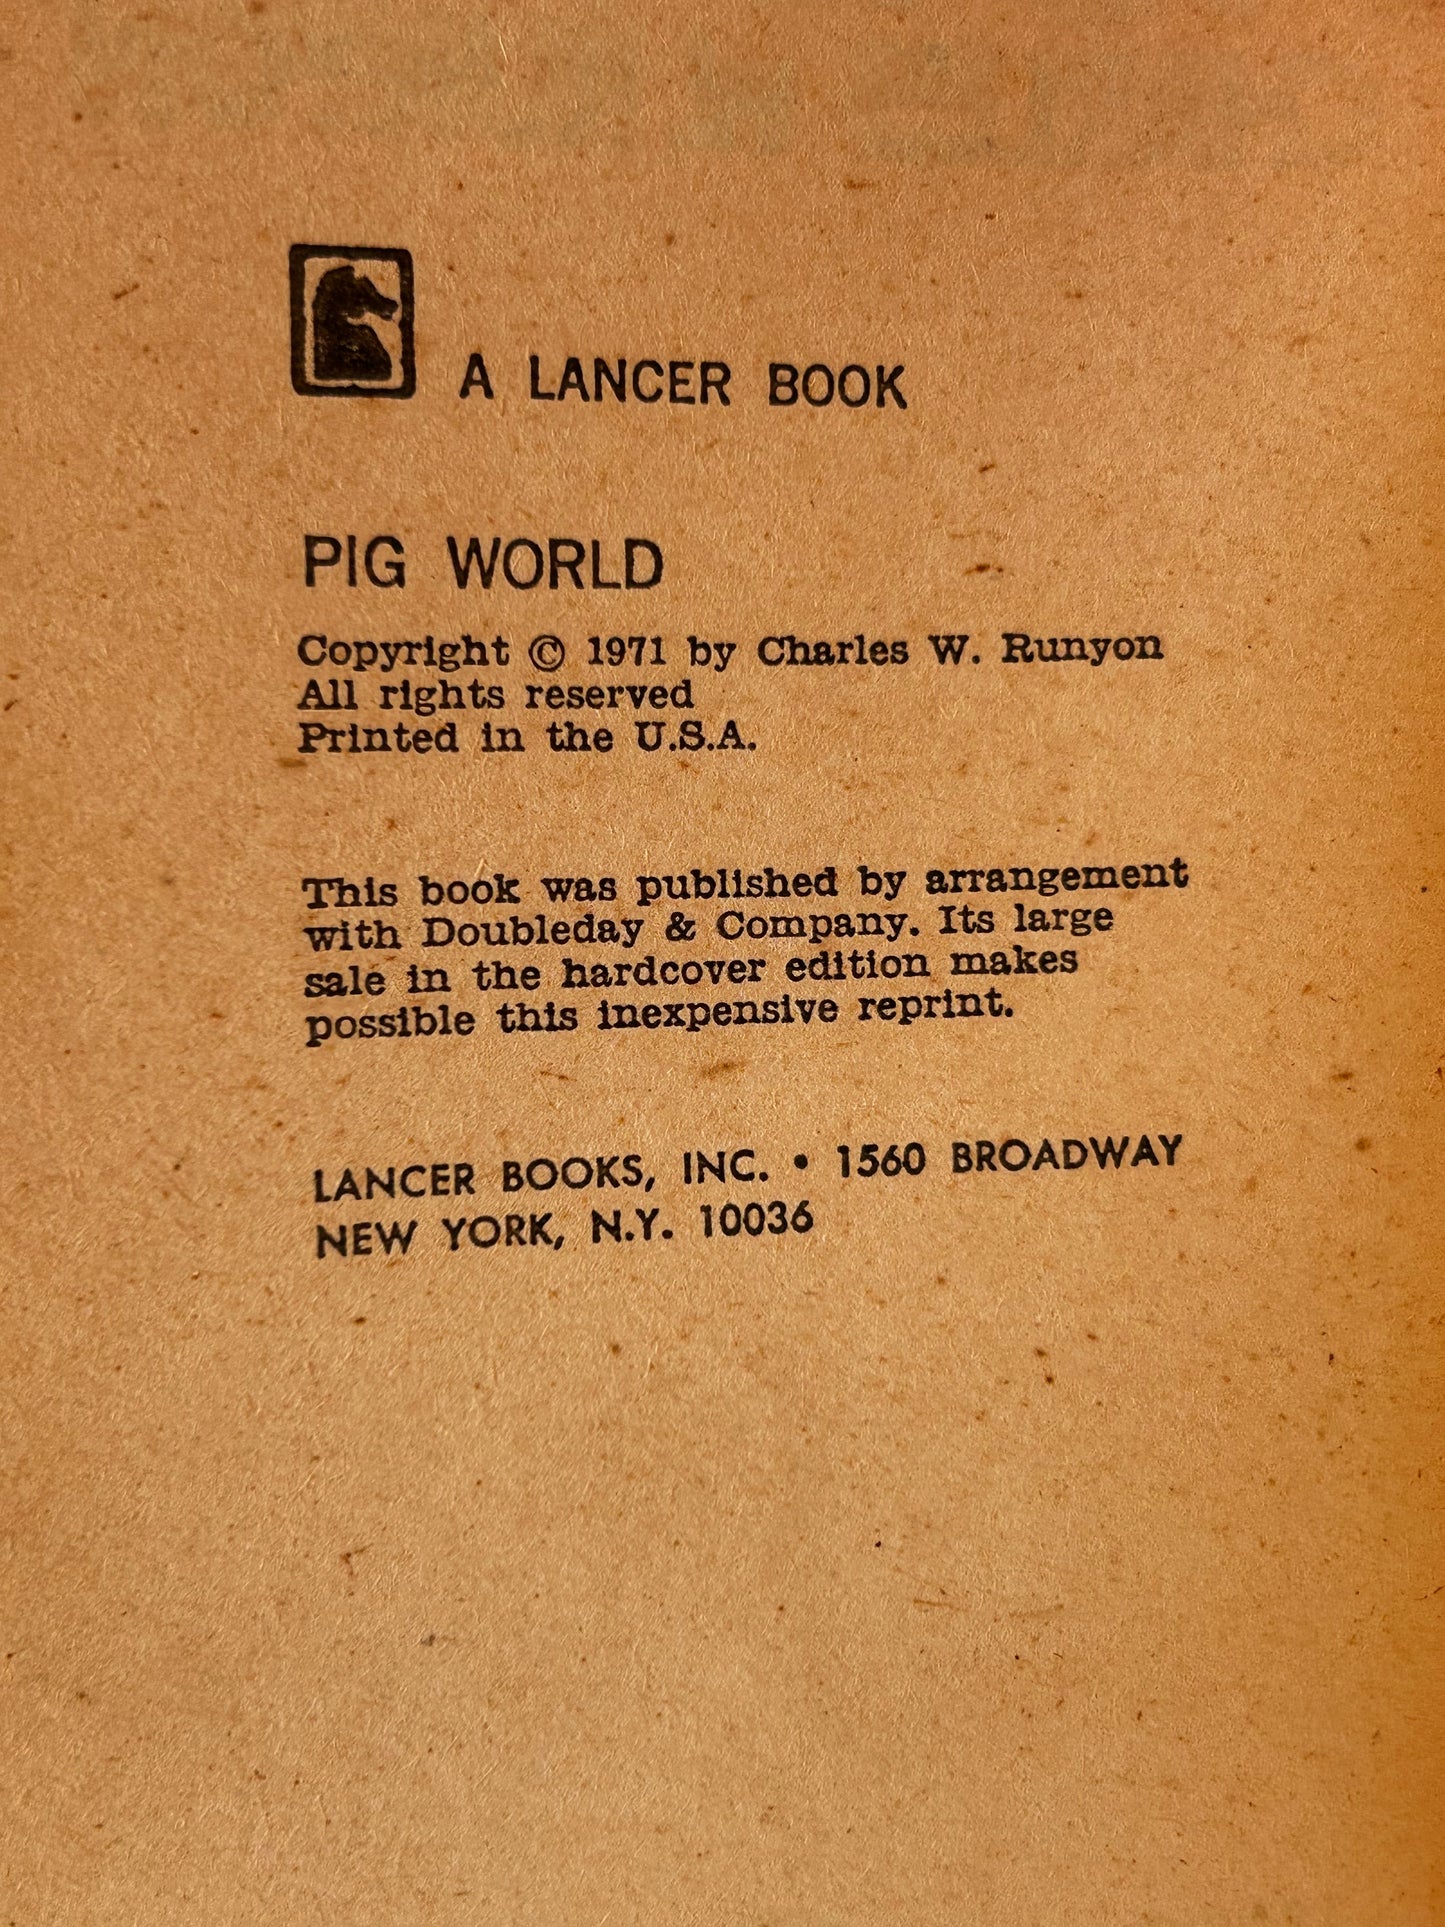 A LANCER BOOK
PIG WORLD
Copyright © 1971 by Charles W. Runyon
All rights reserved
Printed in the U.S.A.
This book was published by arrangement
with Doubleday & Company. Its large
sale in the hardcover edition makes
possible this inexpensive reprint.
LANCER BOOKS, INC. • 1560 BROADWAY
NEW YORK, N.Y. 10036